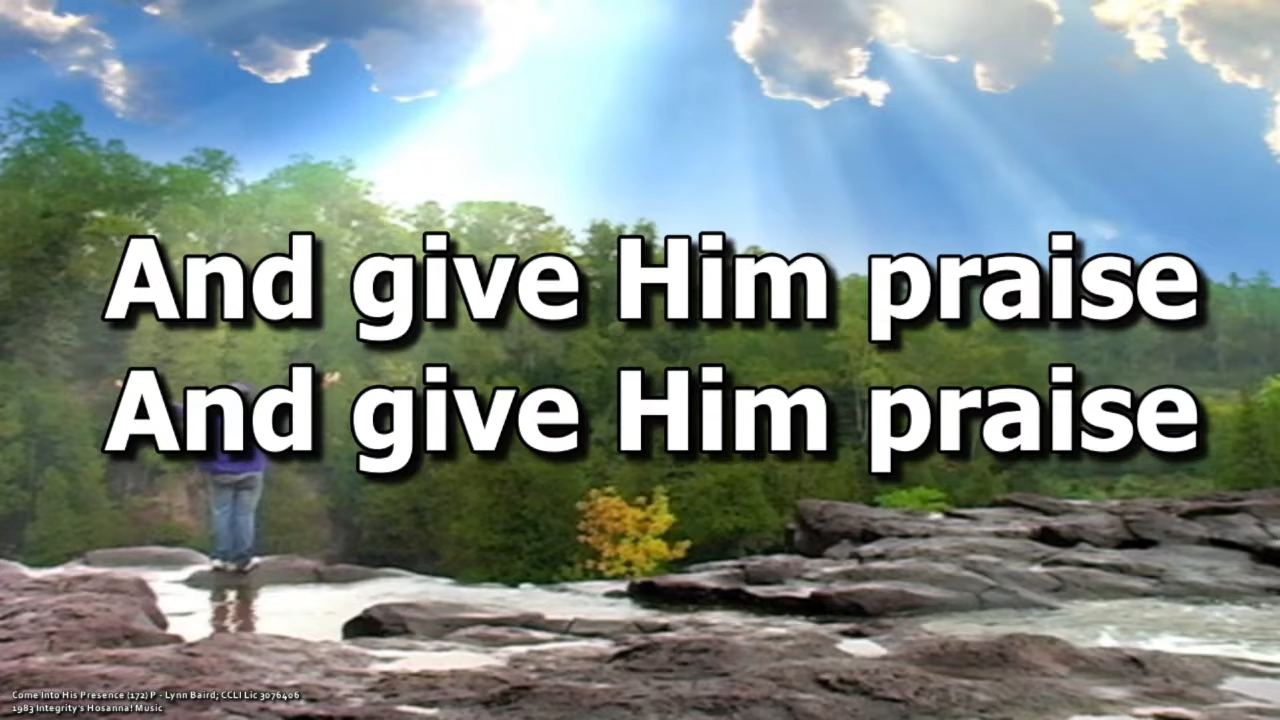 And give Him praise
And give Him praise
Come Into His Presence (172) P - Lynn Baird; CCLI Lic 3076406
1983 Integrity's Hosanna! Music